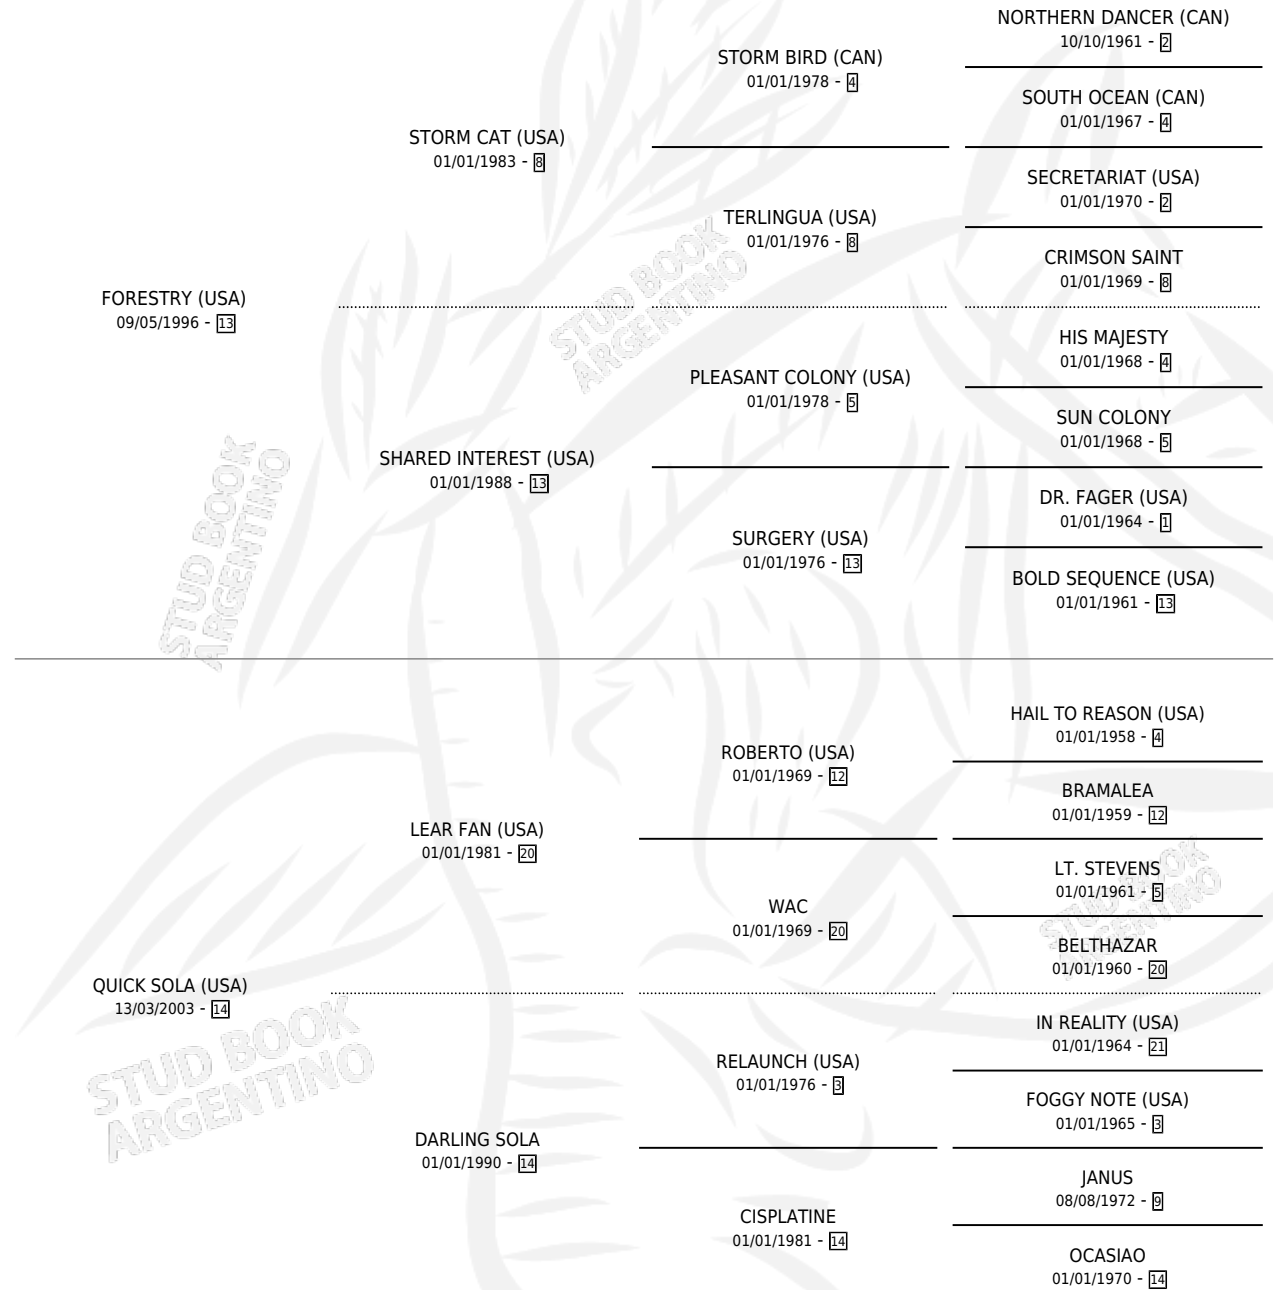 NORTHERN DANCER (CAN)
10/10/1961 - 2
STORM BIRD (CAN)
01/01/1978 - 4
SOUTH OCEAN (CAN)
01/01/1967 - 4
STORM CAT (USA)
01/01/1983 - 8
SECRETARIAT (USA)
01/01/1970 - 2
TERLINGUA (USA)
01/01/1976 - 8
CRIMSON SAINT
01/01/1969 - 8
FORESTRY (USA)
09/05/1996 - 13
HIS MAJESTY
01/01/1968 - 4
PLEASANT COLONY (USA)
01/01/1978 - 5
SUN COLONY
01/01/1968 - 5
SHARED INTEREST (USA)
01/01/1988 - 13
DR. FAGER (USA)
01/01/1964 - 1
SURGERY (USA)
01/01/1976 - 13
BOLD SEQUENCE (USA)
01/01/1961 - 13
HAIL TO REASON (USA)
01/01/1958 - 4
ROBERTO (USA)
01/01/1969 - 12
BRAMALEA
01/01/1959 - 12
LEAR FAN (USA)
01/01/1981 - 20
LT. STEVENS
01/01/1961 - 5
WAC
01/01/1969 - 20
BELTHAZAR
01/01/1960 - 20
QUICK SOLA (USA)
13/03/2003 - 14
IN REALITY (USA)
01/01/1964 - 21
RELAUNCH (USA)
01/01/1976 - 3
FOGGY NOTE (USA)
01/01/1965 - 3
DARLING SOLA
01/01/1990 - 14
JANUS
08/08/1972 - 9
CISPLATINE
01/01/1981 - 14
OCASIAO
01/01/1970 - 14
STUD BOOK
ARGENTINO
STUD BOOK
ARGENTINO
STUD BOOK
ARGENTINO
STUD BOOK
ARGENTINO